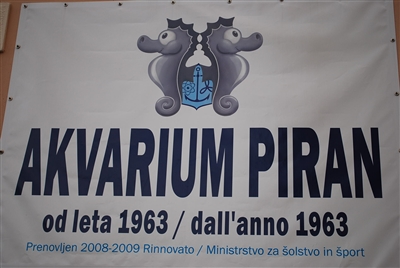 AKVARIUM PIRAN
od leta 1963 / dall'anno 1963
Prenovljen 2008-2009 Rinnovato / Ministrstvo za šolstvo in šport